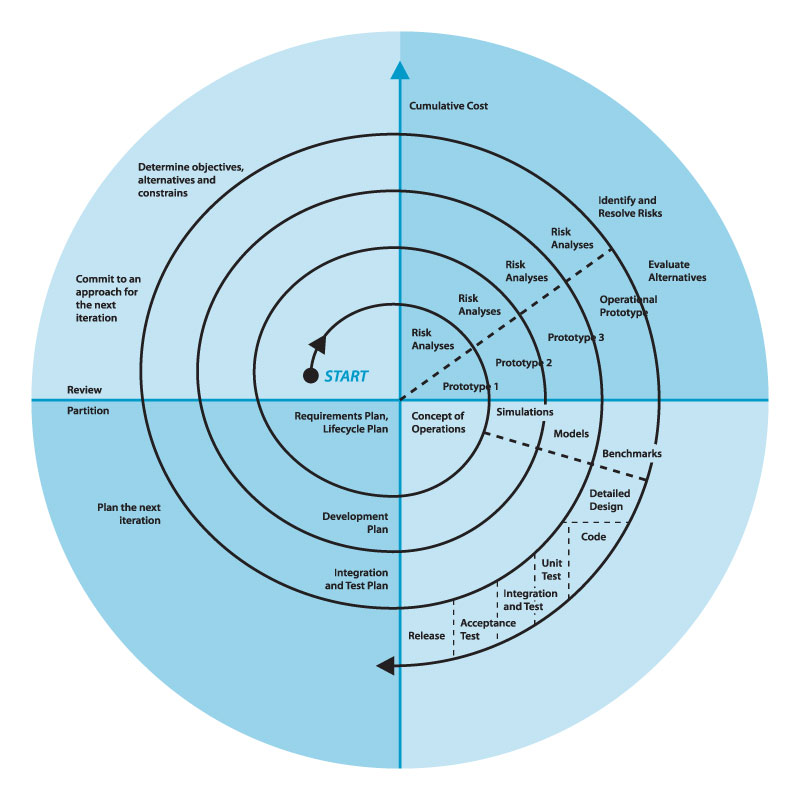 Cumulative Cost
Determine objectives,
alternatives and
constrains
Identify and
Resolve Risks
Risk
Analyses
Evaluate
Alternatives
Risk
Analyses
Commit to an
approach for
the next
iteration
Risk
Analyses
Operational
Prototype
Risk
Analyses
Prototype 3
START
Prototype 2
Prototype 1
Review
Partition
Requirements Plan,
Lifecycle Plan
Concept of
Operations
Simulations
Models
Benchmarks
Plan the next
iteration
Development
Plan
Detailed
Design
Code
Integration
and Test Plan
Unit
Test
Integration
and Test
Acceptance
Test
Release